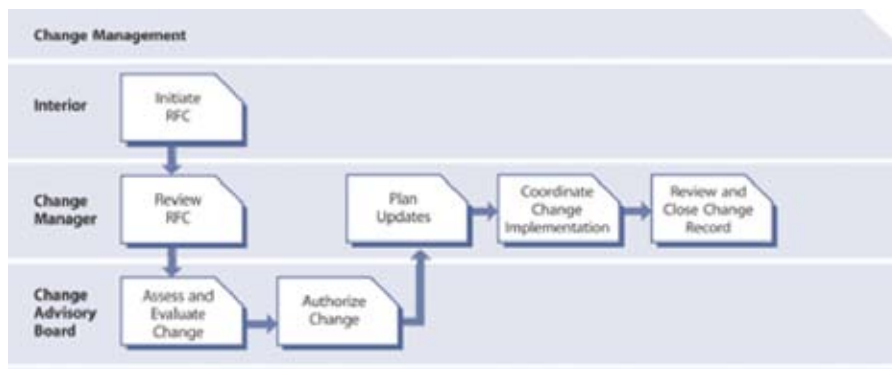 Change Management
Interior
Initiate
RFC
Change
Manager
Review
RFC
Plan
Updates
Coordinate
Change
Implementation
Review and
Close Change
Record
Change
Advisory
Board
Assess and
Evaluate
Change
Authorize
Change